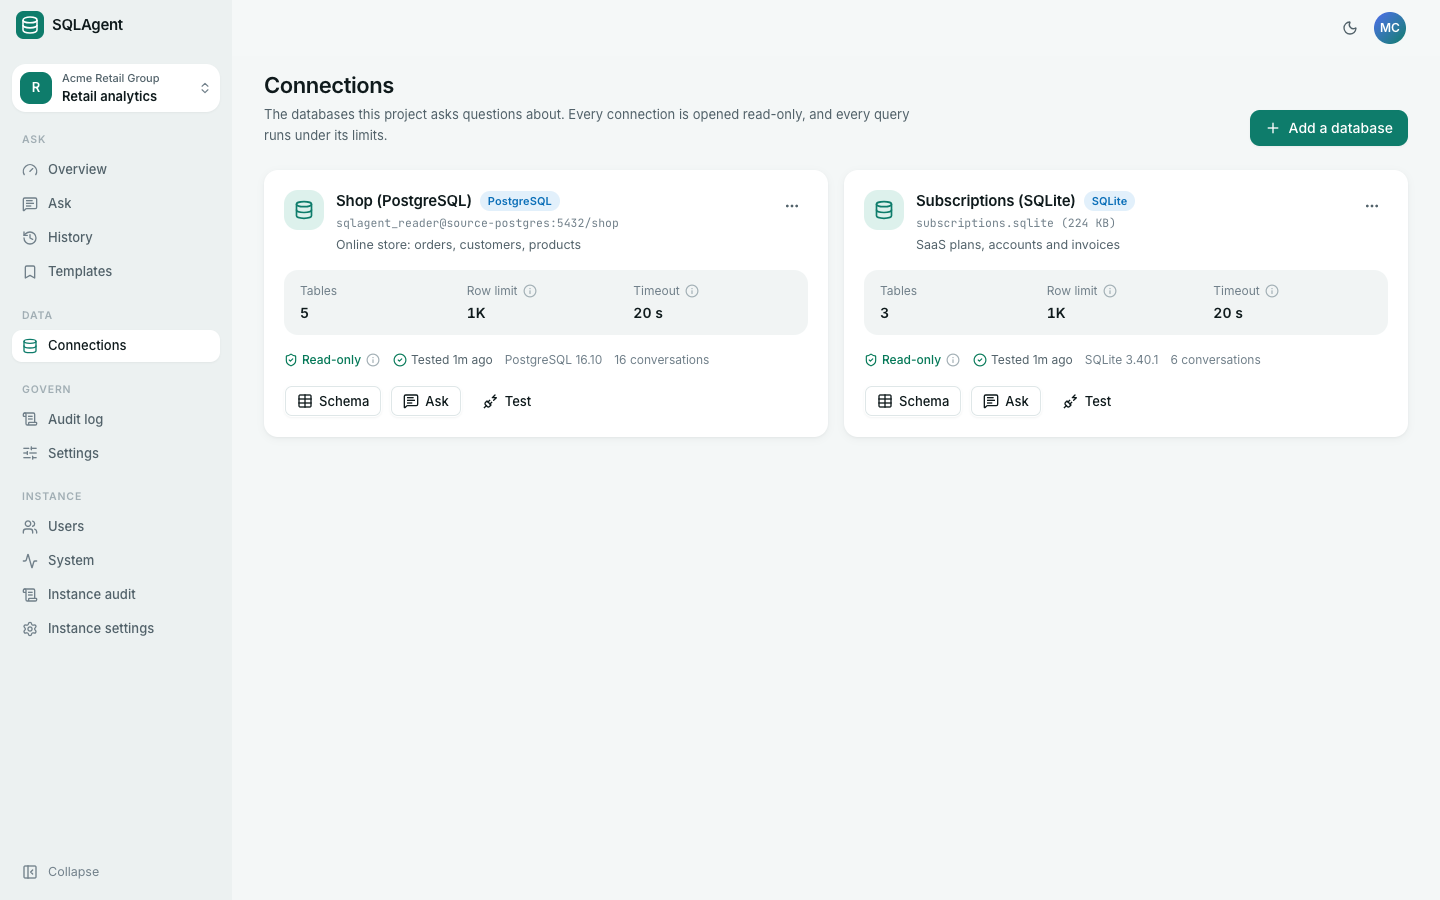 SQLAgent
R
Acme Retail Group
Retail analytics
ASK
Overview
Ask
History
Templates
DATA
Connections
GOVERN
Audit log
Settings
INSTANCE
Users
System
Instance audit
Instance settings
Collapse
MC
Connections
The databases this project asks questions about. Every connection is opened read-only, and every query
runs under its limits.
Add a database
Shop (PostgreSQL) PostgreSQL
sqlagent_reader@source-postgres:5432/shop
Online store: orders, customers, products
Tables Row limit Timeout
5 1K 20 s
Read-only Tested 1m ago PostgreSQL 16.10 16 conversations
Schema Ask Test
Subscriptions (SQLite) SQLite
subscriptions.sqlite (224 KB)
SaaS plans, accounts and invoices
Tables Row limit Timeout
3 1K 20 s
Read-only Tested 1m ago SQLite 3.40.1 6 conversations
Schema Ask Test